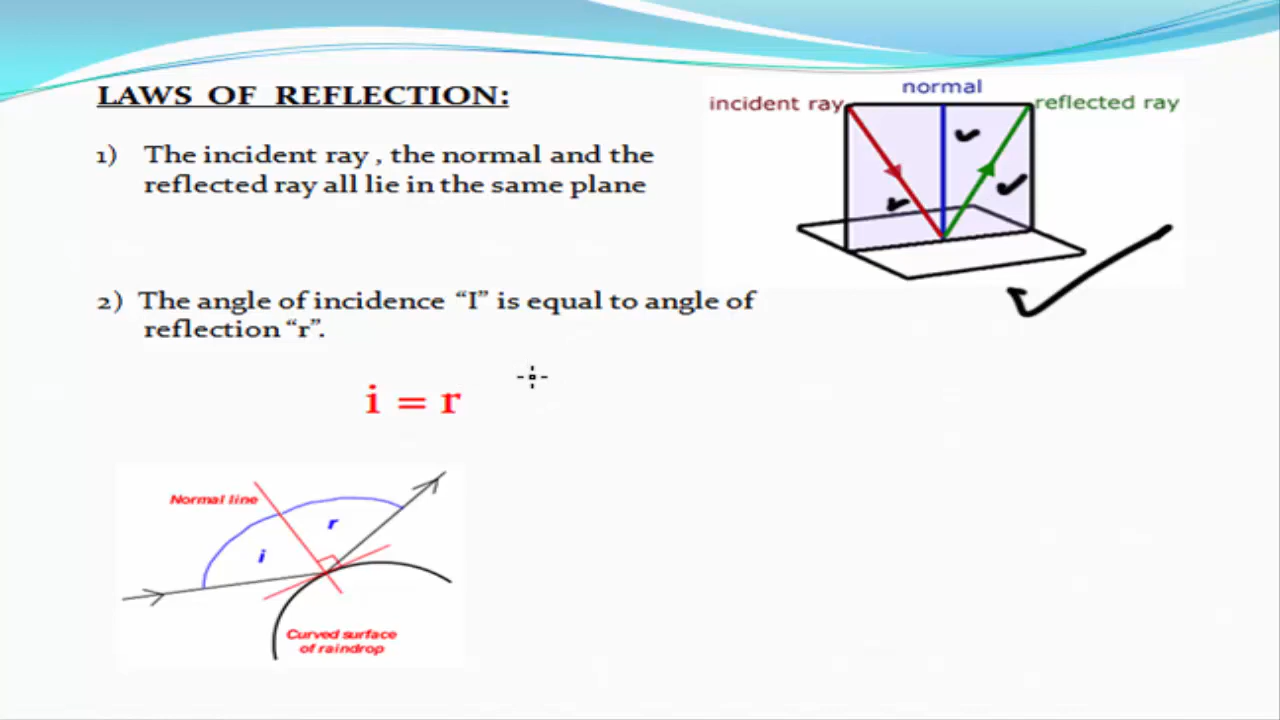 LAWS OF REFLECTION:
normal
incident ray
reflected ray
1) The incident ray , the normal and the
reflected ray all lie in the same plane
2) The angle of incidence “I” is equal to angle of
reflection “r”.
i = r
Normal line
r
i
Curved surface
of raindrop